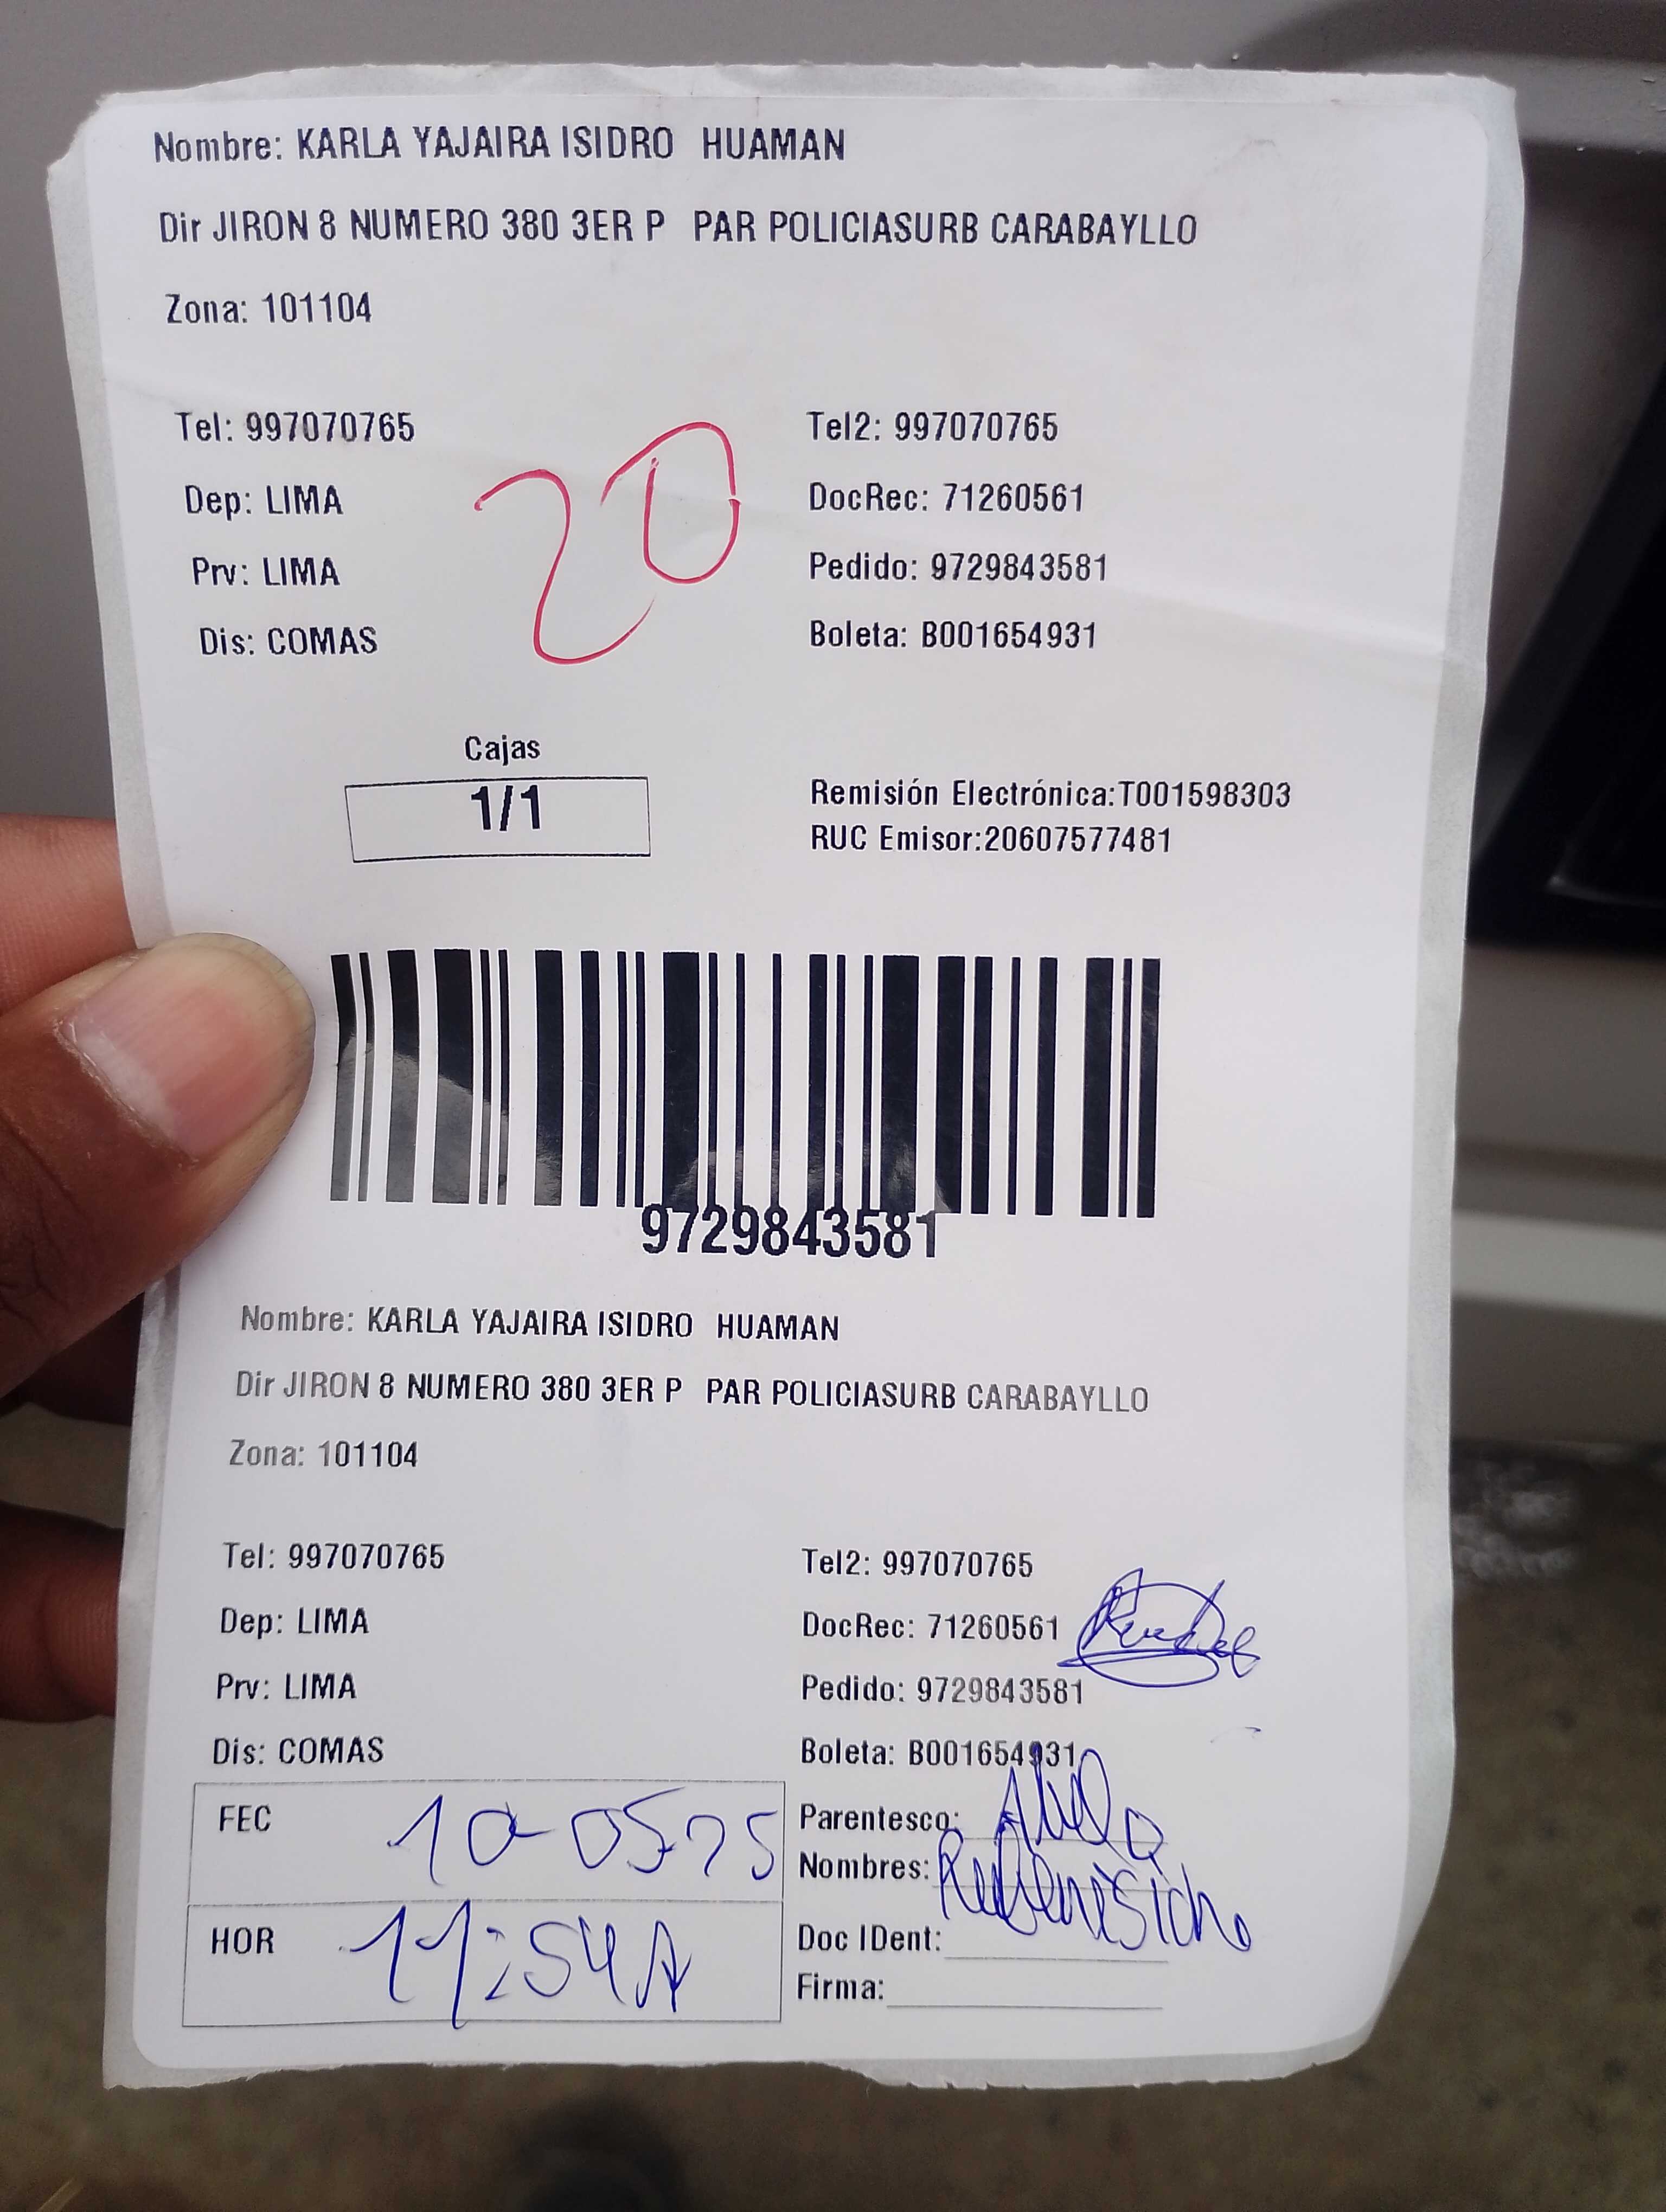 Nombre: KARLA YAJAIRA ISIDRO HUAMAN
Dir JIRON 8 NUMERO 380 3ER P PAR POLICIASURB CARABAYLLO
Zona: 101104
Tel: 997070765 Tel2: 997070765
Dep: LIMA DocRec: 71260561
Prv: LIMA Pedido: 9729843581
Dis: COMAS Boleta: B001654931
20
Cajas
1/1
Remisión Electrónica:T001598303
RUC Emisor:20607577481
9729843581
Nombre: KARLA YAJAIRA ISIDRO HUAMAN
Dir JIRON 8 NUMERO 380 3ER P PAR POLICIASURB CARABAYLLO
Zona: 101104
Tel: 997070765 Tel2: 997070765
Dep: LIMA DocRec: 71260561
Prv: LIMA Pedido: 9729843581
Dis: COMAS Boleta: B001654931
FEC 10-05-25 Parentesco:
Nombres:
HOR 11:54A Doc IDent:
Firma: